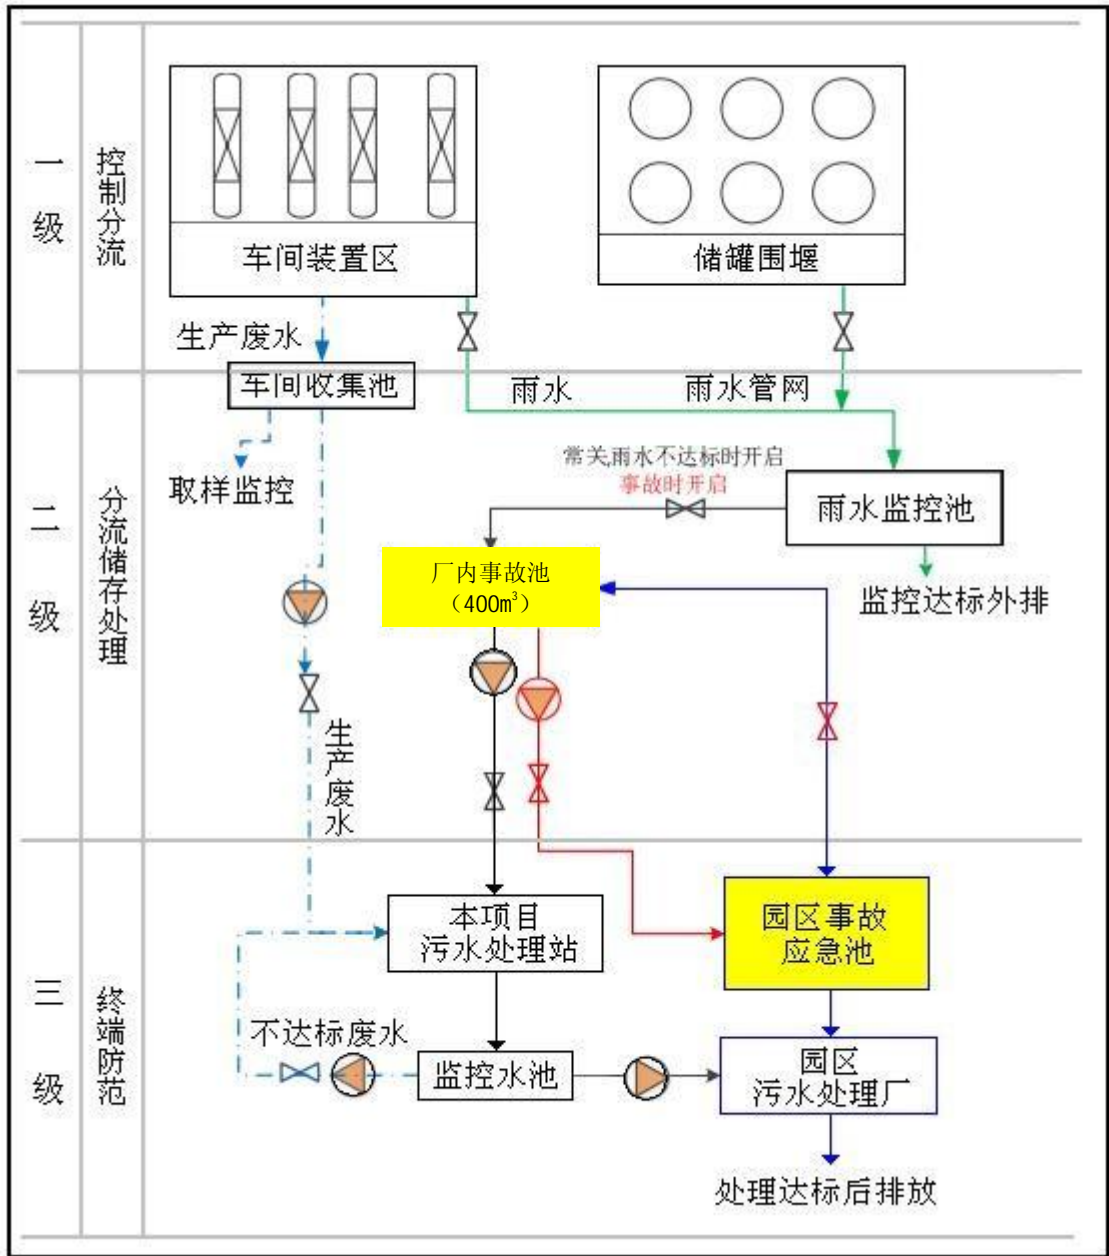 一级
控制分流
车间装置区
储罐围堰
生产废水
车间收集池
雨水
雨水管网
二级
分流储存处理
取样监控
常关,雨水不达标时开启
事故时开启
雨水监控池
监控达标外排
厂内事故池
（400m³）
生产废水
三级
终端防范
本项目
污水处理站
园区事故
应急池
不达标废水
监控水池
园区
污水处理厂
处理达标后排放